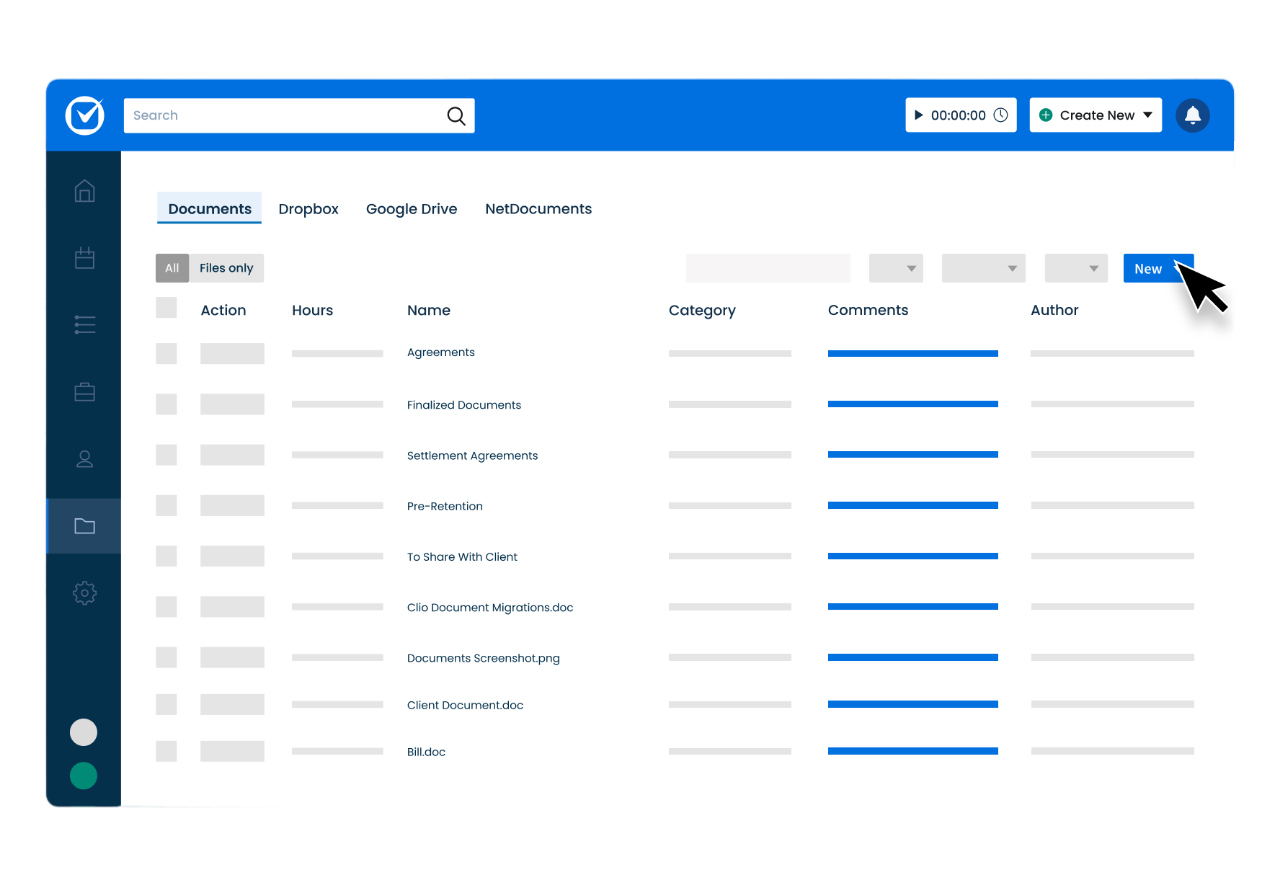 Search
00:00:00
Create New
Documents Dropbox Google Drive NetDocuments
All Files only
New
Action Hours Name Category Comments Author
Agreements
Finalized Documents
Settlement Agreements
Pre-Retention
To Share With Client
Clio Document Migrations.doc
Documents Screenshot.png
Client Document.doc
Bill.doc